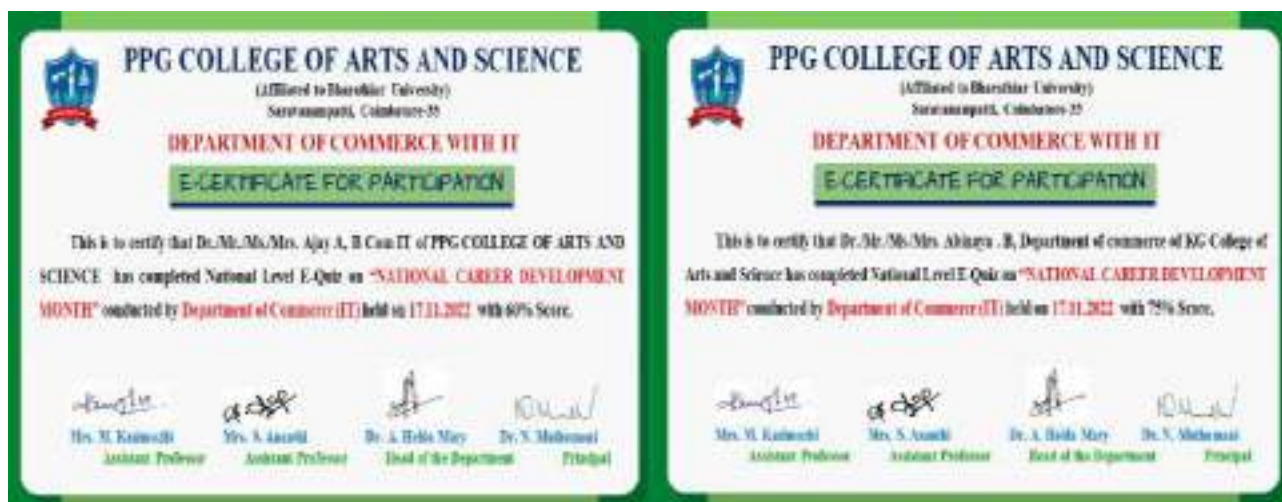 PPG COLLEGE OF ARTS AND SCIENCE
(Affiliated to Bharathiar University)
Saravanampatti, Coimbatore-35
DEPARTMENT OF COMMERCE WITH IT
E-CERTIFICATE FOR PARTICIPATION
This is to certify that Dr./Mr./Ms./Mrs. Ajay A, B Com IT of PPG COLLEGE OF ARTS AND
SCIENCE has completed National Level E-Quiz on "NATIONAL CAREER DEVELOPMENT
MONTH" conducted by Department of Commerce (IT) held on 17.11.2022 with 60% Score.
Mrs. M. Mrs. S. Dr. A. Mary Dr. N.
Assistant Professor Assistant Professor Head of the Department Principal
PPG COLLEGE OF ARTS AND SCIENCE
(Affiliated to Bharathiar University)
Saravanampatti, Coimbatore-35
DEPARTMENT OF COMMERCE WITH IT
E-CERTIFICATE FOR PARTICIPATION
This is to certify that Dr./Mr./Ms./Mrs. Abinaya . B, Department of commerce of KG College of
Arts and Science has completed National Level E-Quiz on "NATIONAL CAREER DEVELOPMENT
MONTH" conducted by Department of Commerce (IT) held on 17.11.2022 with 75% Score.
Mrs. M. Mrs. S. Dr. A. Mary Dr. N.
Assistant Professor Assistant Professor Head of the Department Principal